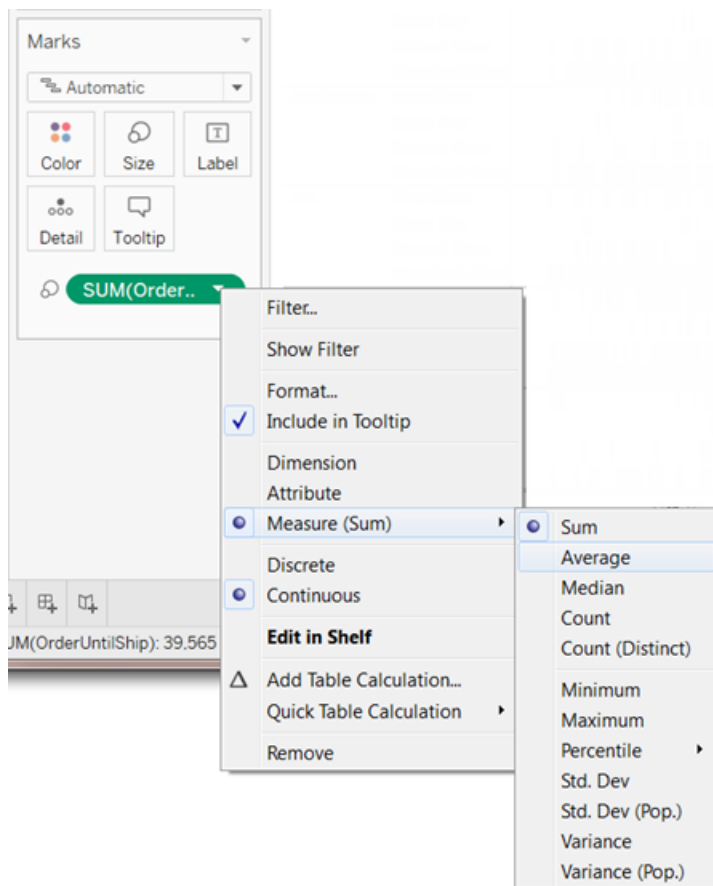 Marks
Automatic
Color Size Label
T
Detail Tooltip
SUM(Order..
Filter...
Show Filter
Format...
Include in Tooltip
Dimension
Attribute
Measure (Sum)
Discrete
Continuous
Edit in Shelf
Add Table Calculation...
Quick Table Calculation
Remove
Sum
Average
Median
Count
Count (Distinct)
Minimum
Maximum
Percentile
Std. Dev
Std. Dev (Pop.)
Variance
Variance (Pop.)
UM(OrderUntilShip): 39,565